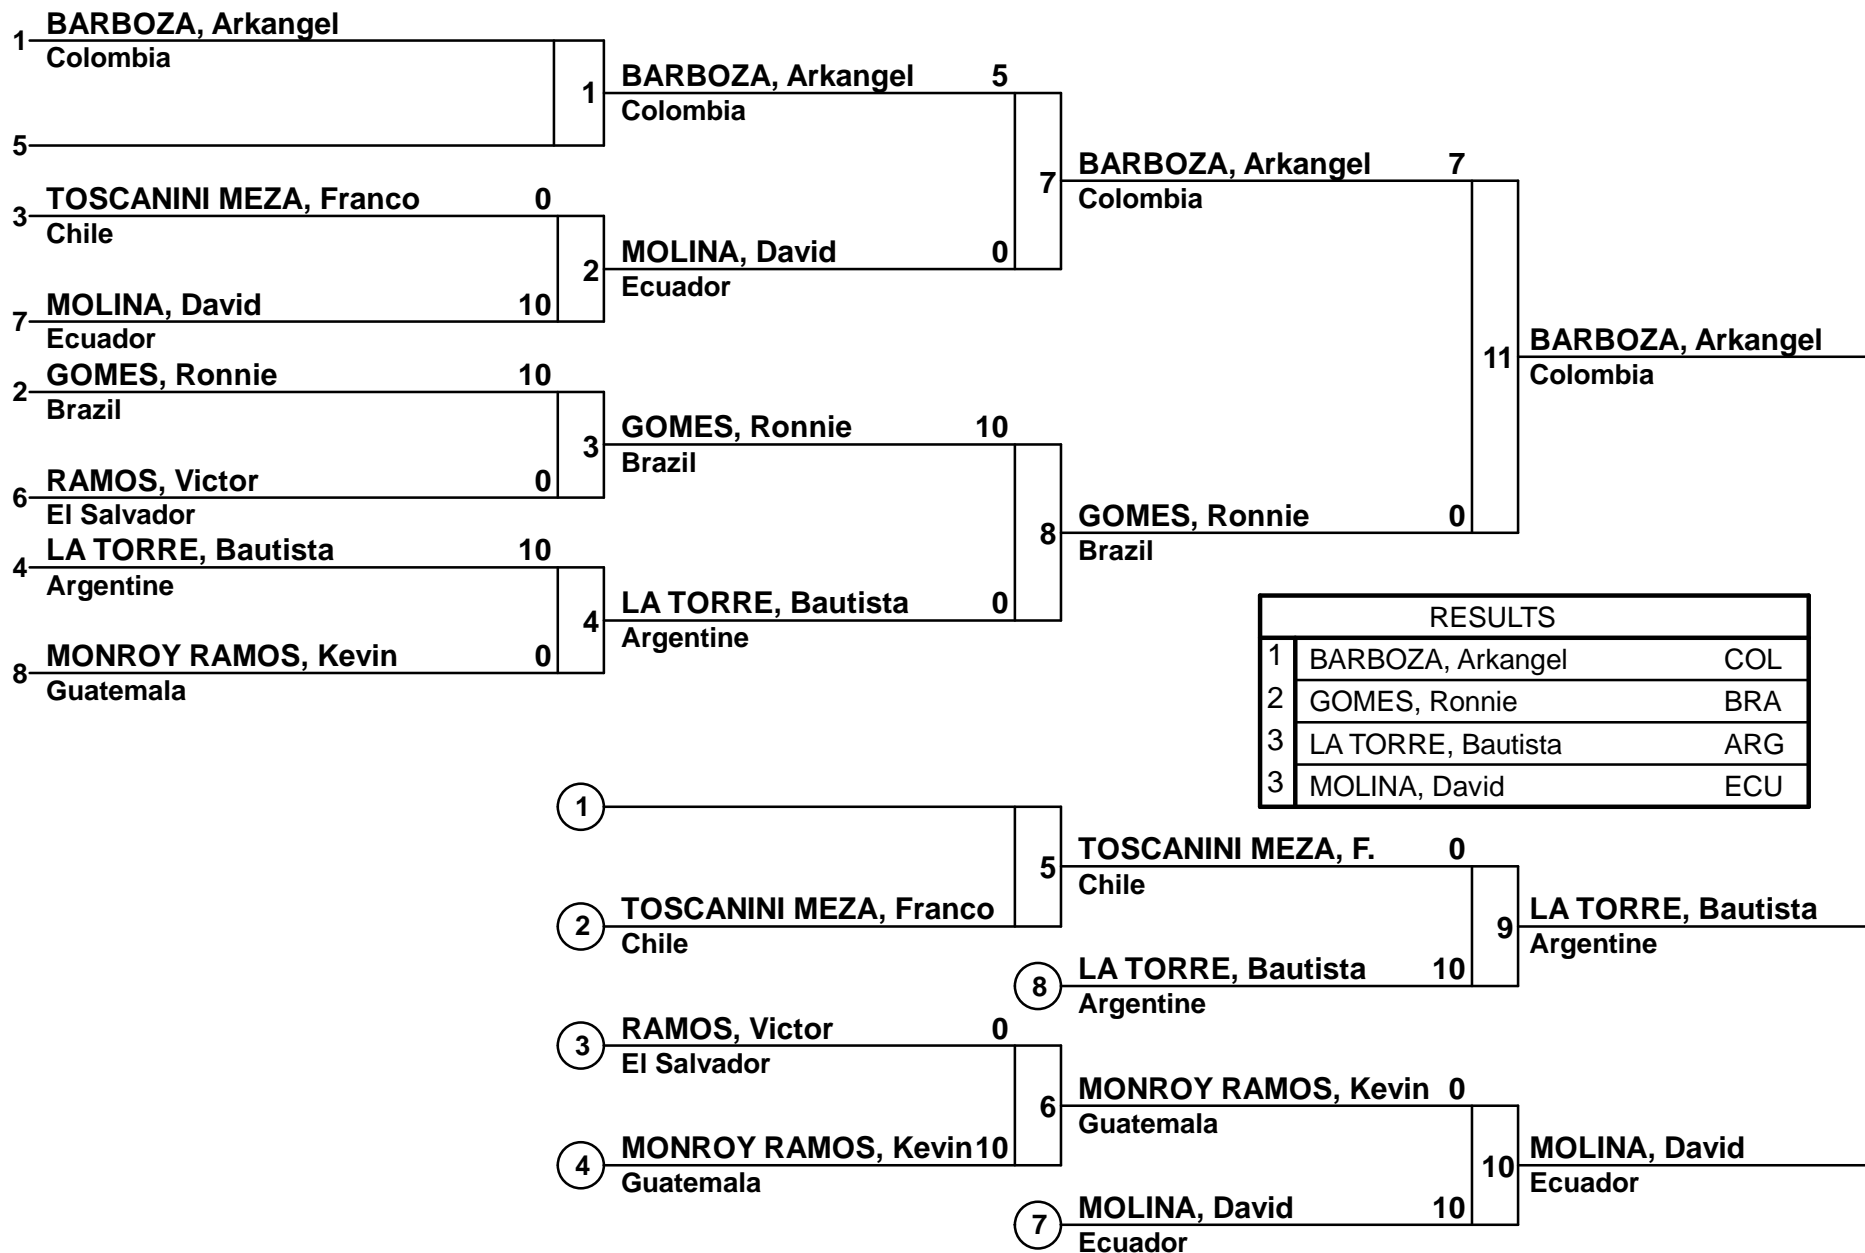 1 BARBOZA, Arkangel
Colombia
5
1
3 TOSCANINI MEZA, Franco 0
Chile
7 MOLINA, David 10
Ecuador
2
2 GOMES, Ronnie 10
Brazil
6 RAMOS, Victor 0
El Salvador
3
4 LA TORRE, Bautista 10
Argentine
8 MONROY RAMOS, Kevin 0
Guatemala
4
BARBOZA, Arkangel 5
Colombia
MOLINA, David 0
Ecuador
7
GOMES, Ronnie 10
Brazil
LA TORRE, Bautista 0
Argentine
8
BARBOZA, Arkangel 7
Colombia
GOMES, Ronnie 0
Brazil
11
BARBOZA, Arkangel
Colombia
RESULTS
1 BARBOZA, Arkangel COL
2 GOMES, Ronnie BRA
3 LA TORRE, Bautista ARG
3 MOLINA, David ECU
1
2 TOSCANINI MEZA, Franco
Chile
5
TOSCANINI MEZA, F. 0
Chile
8 LA TORRE, Bautista 10
Argentine
9
LA TORRE, Bautista
Argentine
3 RAMOS, Victor 0
El Salvador
4 MONROY RAMOS, Kevin 10
Guatemala
6
MONROY RAMOS, Kevin 0
Guatemala
7 MOLINA, David 10
Ecuador
10
MOLINA, David
Ecuador